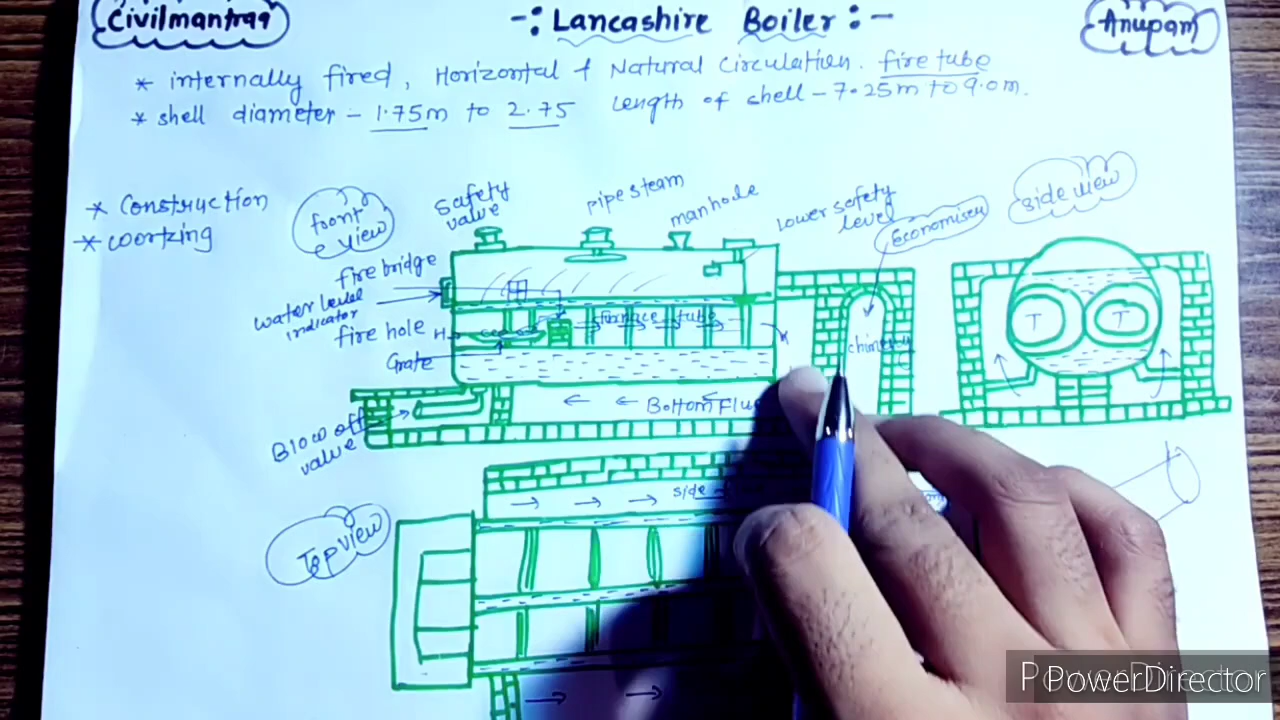 Civilmantraa
-: Lancashire Boiler :-
Anupam
* internally fired, Horizontal + Natural Circulation. fire tube
* shell diameter - 1.75m to 2.75 Length of shell - 7.25m to 9.0m.
* Construction
* Woorking
front view
safety valve
pipe steam
manhole
Lower safety level
Economiser
side view
fire bridge
water level indicator
fire hole
Grate
furnace tube
chimney
T
T
Bottom Flue
Blow off valve
side
Top view
PowerDirector